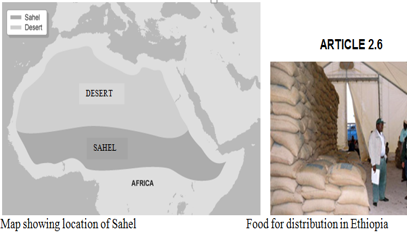 Sahel
Desert
DESERT
SAHEL
AFRICA
Map showing location of Sahel
ARTICLE 2.6
Food for distribution in Ethiopia